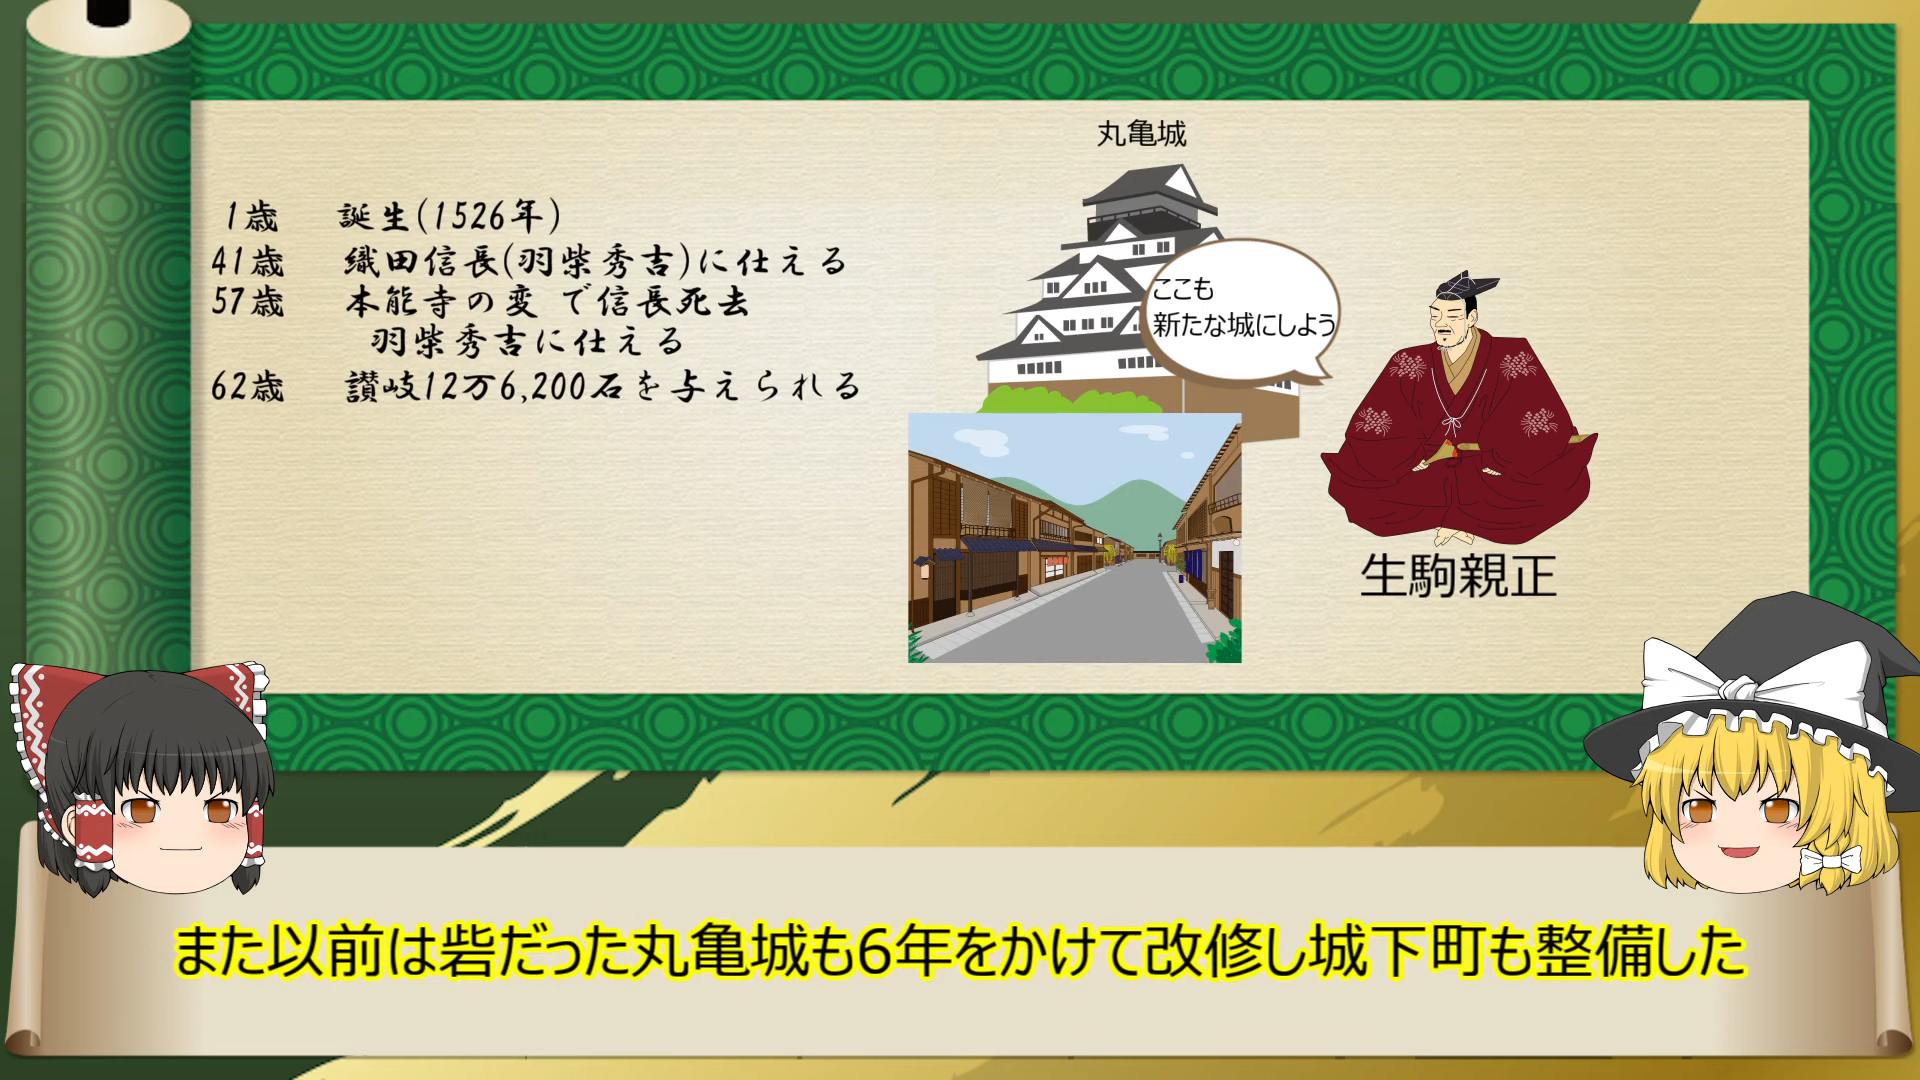 1歳 誕生(1526年)
41歳 織田信長(羽柴秀吉)に仕える
57歳 本能寺の変 で信長死去
羽柴秀吉に仕える
62歳 讃岐12万6,200石を与えられる
丸亀城
ここも
新たな城にしよう
生駒親正
また以前は砦だった丸亀城も6年をかけて改修し城下町も整備した